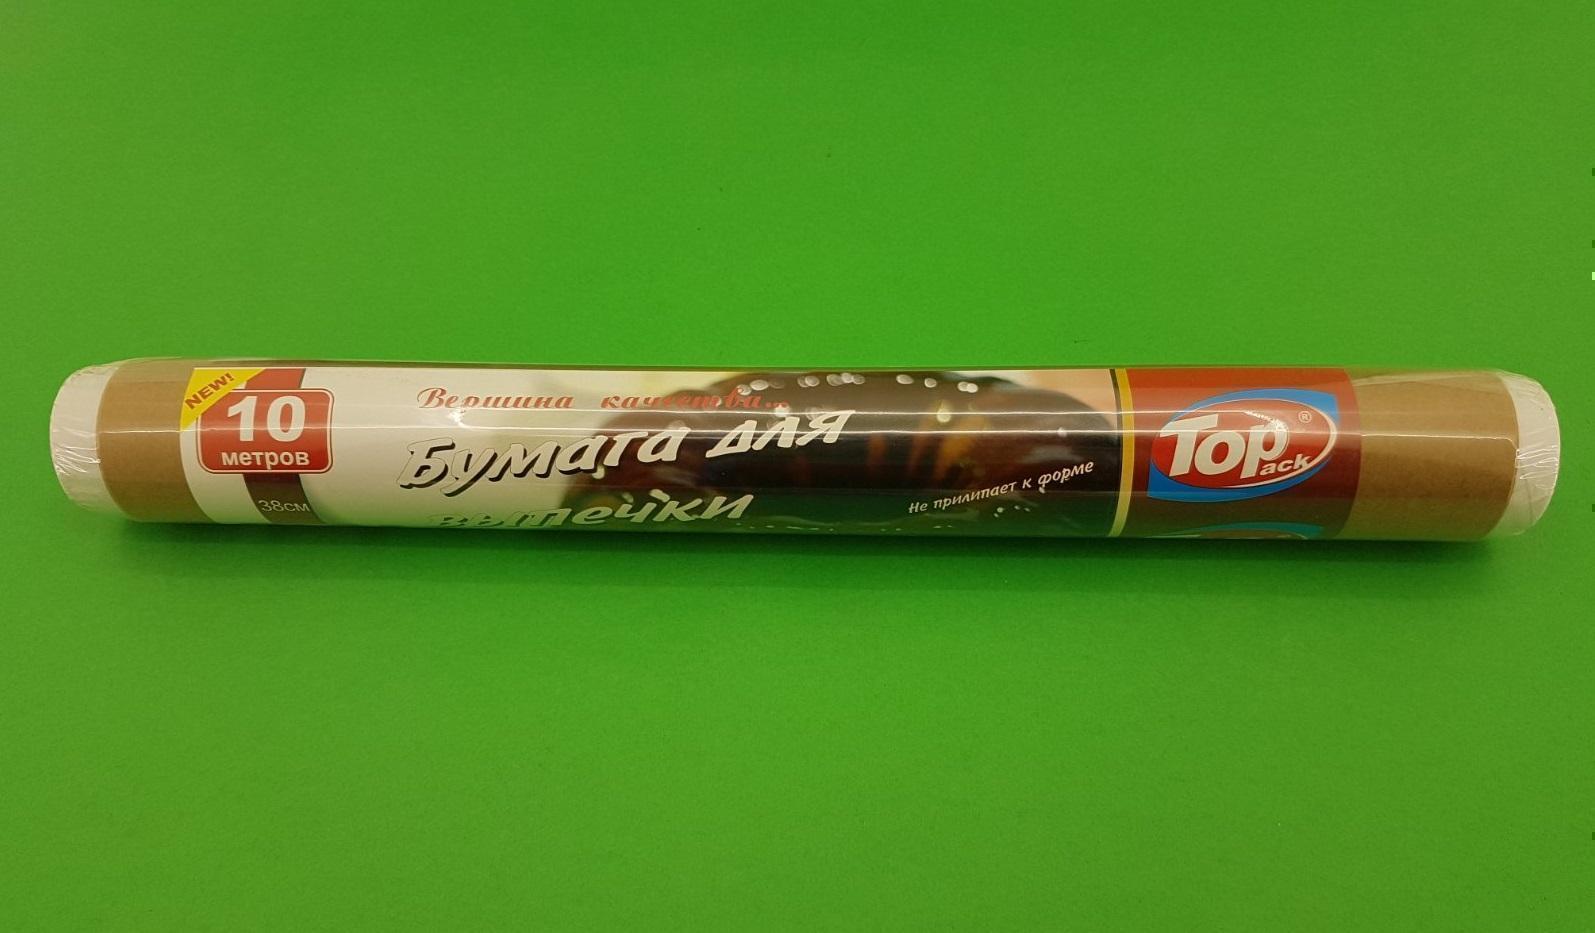 NEW!
10
метров
38см
Вершина качества...
Бумага для
выпечки
Не прилипает к форме
Top
ack
®